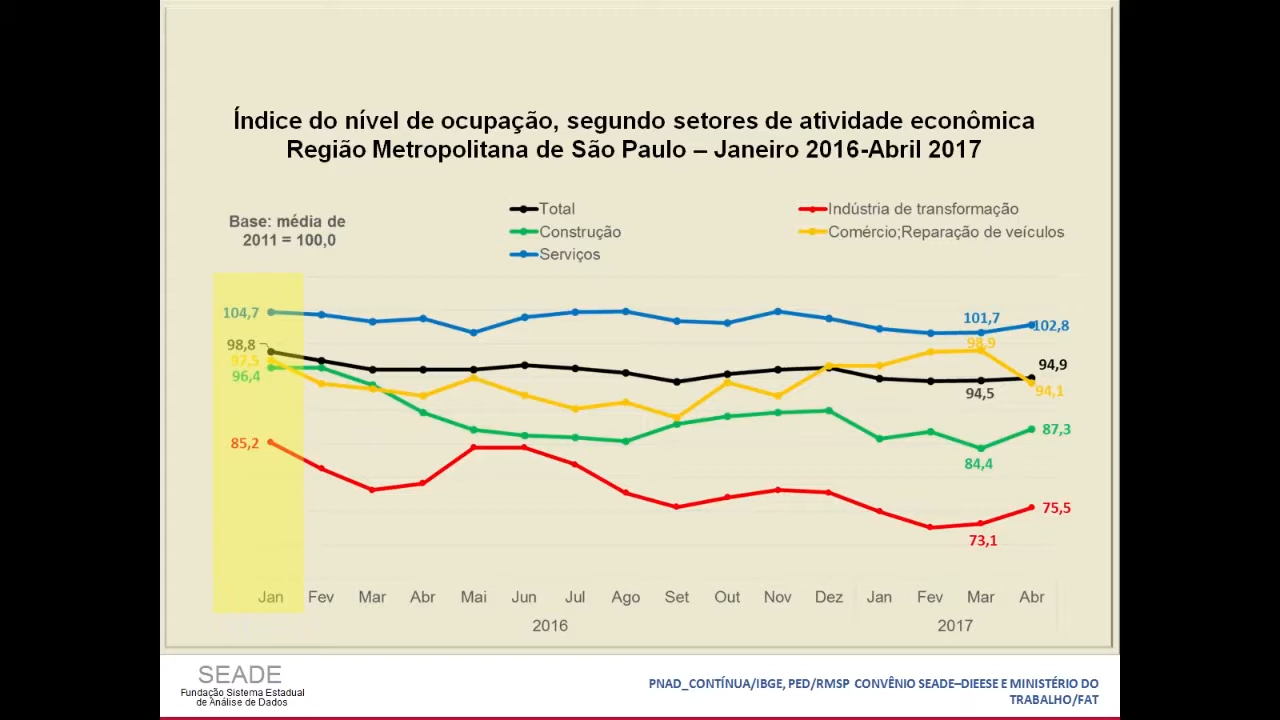 Índice do nível de ocupação, segundo setores de atividade econômica
Região Metropolitana de São Paulo – Janeiro 2016-Abril 2017
Base: média de
2011 = 100,0
Total
Indústria de transformação
Construção
Comércio;Reparação de veículos
Serviços
104,7
98,8
97,5
96,4
85,2
101,7
102,8
98,9
94,9
94,5
94,1
87,3
84,4
75,5
73,1
Jan Fev Mar Abr Mai Jun Jul Ago Set Out Nov Dez Jan Fev Mar Abr
2016 2017
SEADE
Fundação Sistema Estadual
de Análise de Dados
PNAD_CONTÍNUA/IBGE, PED/RMSP CONVÊNIO SEADE–DIEESE E MINISTÉRIO DO
TRABALHO/FAT